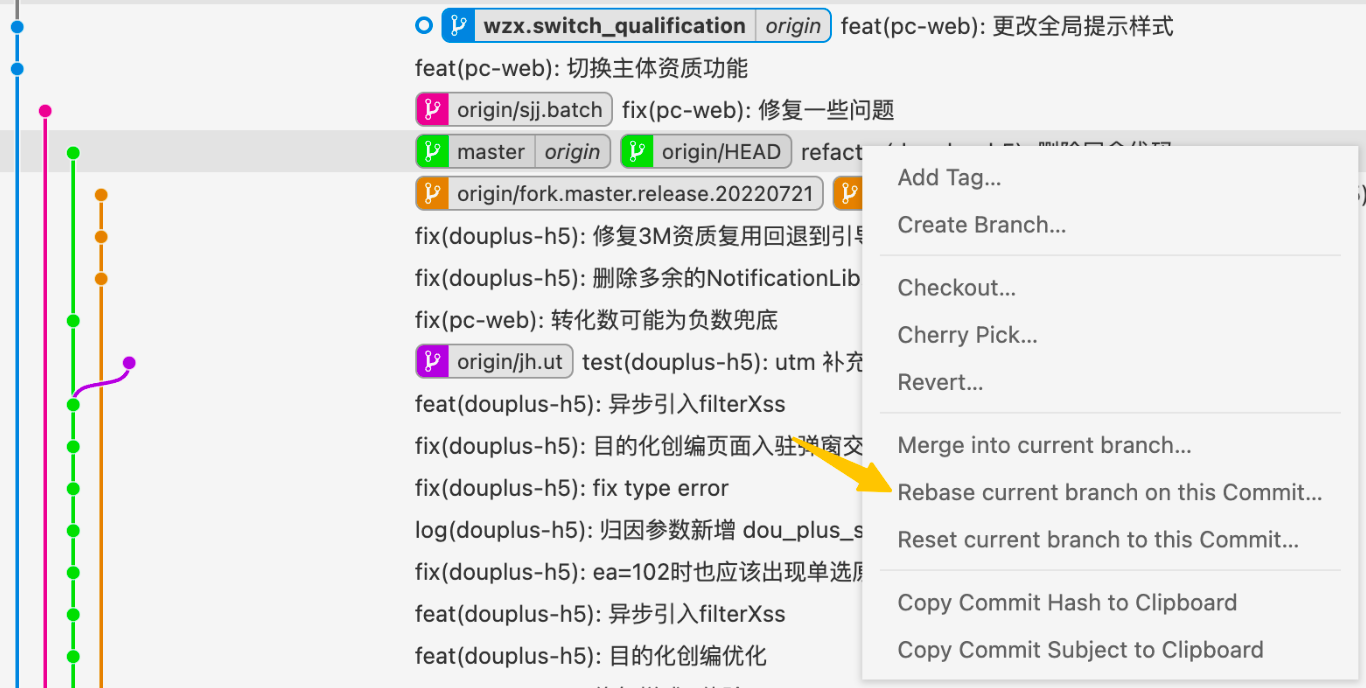 wzx.switch_qualification origin feat(pc-web): 更改全局提示样式
feat(pc-web): 切换主体资质功能
origin/sjj.batch fix(pc-web): 修复一些问题
master origin origin/HEAD refact
origin/fork.master.release.20220721
fix(douplus-h5): 修复3M资质复用回退到引导
fix(douplus-h5): 删除多余的NotificationLib
fix(pc-web): 转化数可能为负数兜底
origin/jh.ut test(douplus-h5): utm 补充
feat(douplus-h5): 异步引入filterXss
fix(douplus-h5): 目的化创编页面入驻弹窗交
fix(douplus-h5): fix type error
log(douplus-h5): 归因参数新增 dou_plus_s
fix(douplus-h5): ea=102时也应该出现单选
feat(douplus-h5): 异步引入filterXss
feat(douplus-h5): 目的化创编优化
Add Tag...
Create Branch...
Checkout...
Cherry Pick...
Revert...
Merge into current branch...
Rebase current branch on this Commit...
Reset current branch to this Commit...
Copy Commit Hash to Clipboard
Copy Commit Subject to Clipboard